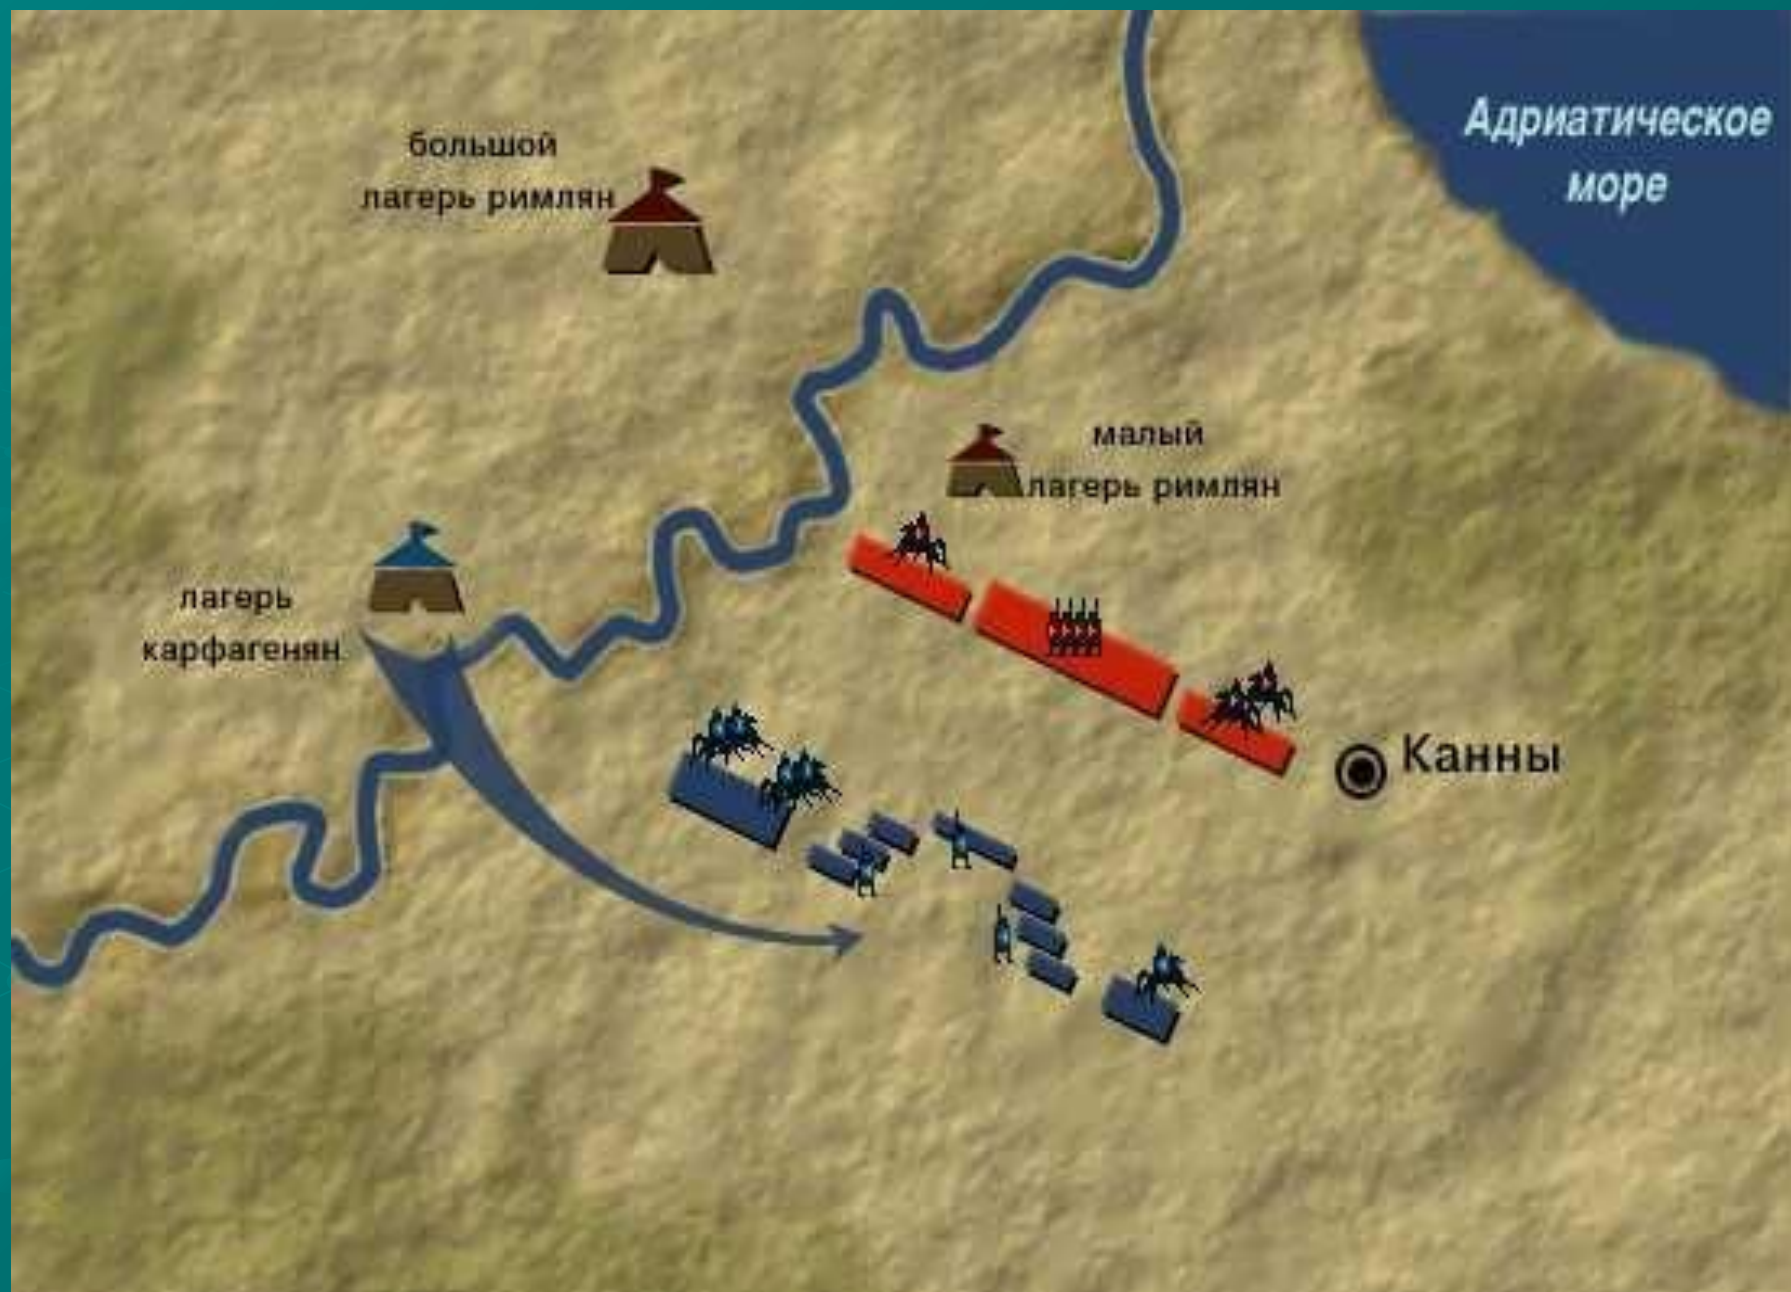 Адриатическое
море
большой
лагерь римлян
малый
лагерь римлян
лагерь
карфагенян
Канны